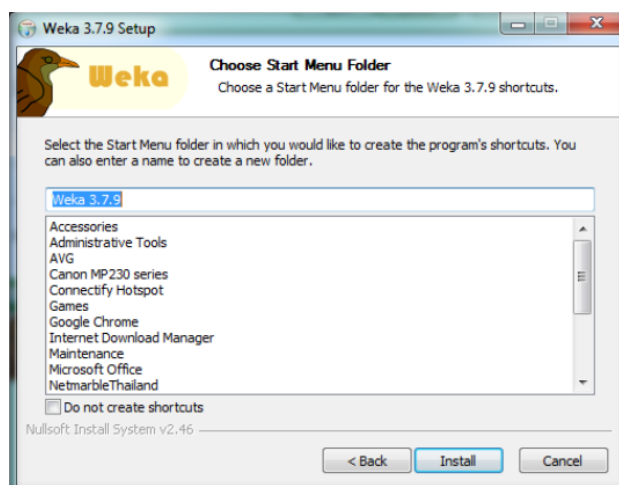 Weka 3.7.9 Setup
Weka
Choose Start Menu Folder
Choose a Start Menu folder for the Weka 3.7.9 shortcuts.
Select the Start Menu folder in which you would like to create the program's shortcuts. You
can also enter a name to create a new folder.
Weka 3.7.9
Accessories
Administrative Tools
AVG
Canon MP230 series
Connectify Hotspot
Games
Google Chrome
Internet Download Manager
Maintenance
Microsoft Office
NetmarbleThailand
Do not create shortcuts
Nullsoft Install System v2.46
< Back Install Cancel